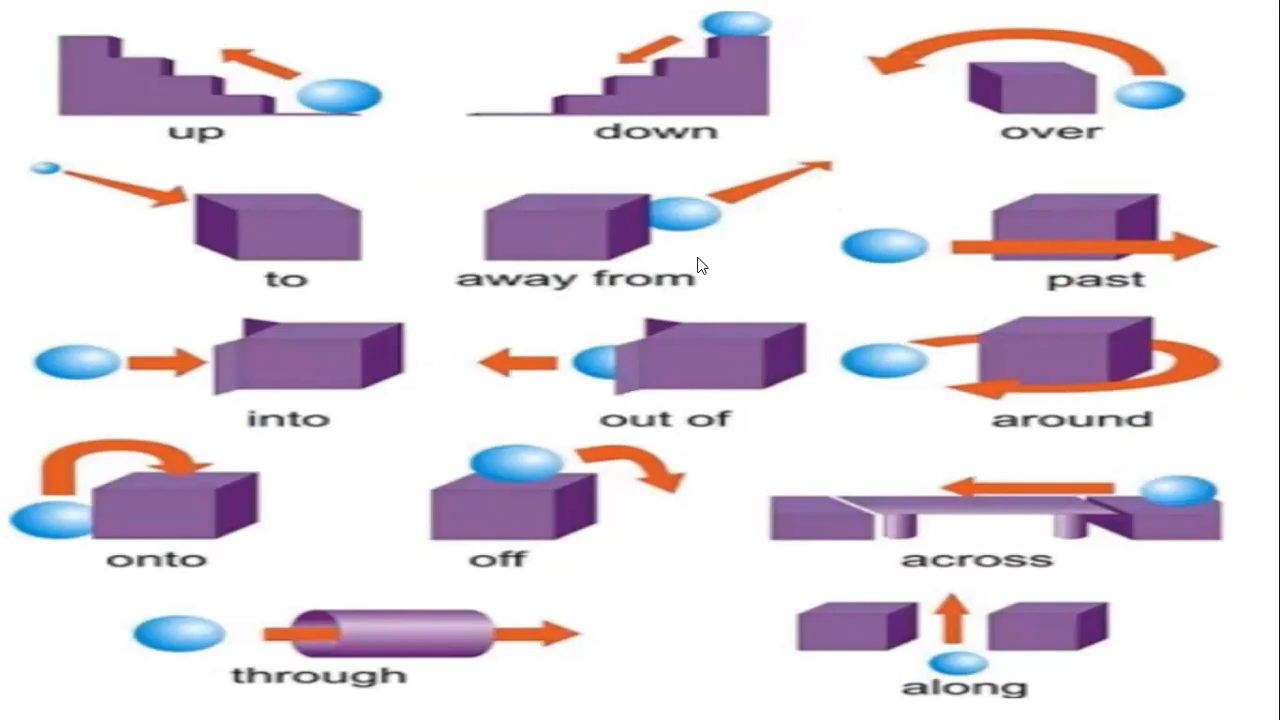 up
down
over
to
away from
past
into
out of
around
onto
off
across
through
along